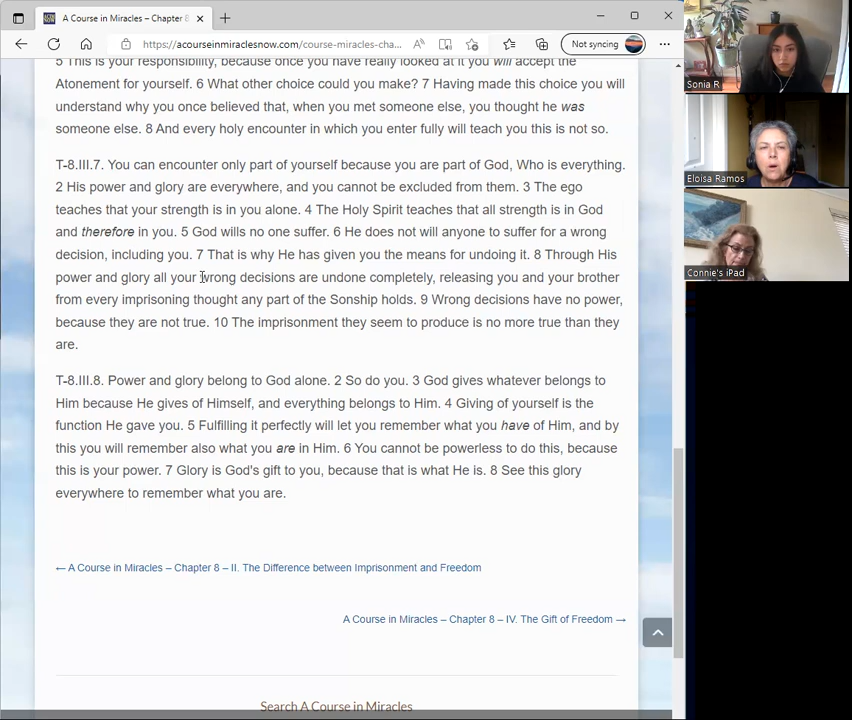 A Course in Miracles – Chapter 8
https://acourseinmiraclesnow.com/course-miracles-cha...
Not syncing
5 This is your responsibility, because once you have really looked at it you will accept the
Atonement for yourself. 6 What other choice could you make? 7 Having made this choice you will
understand why you once believed that, when you met someone else, you thought he was
someone else. 8 And every holy encounter in which you enter fully will teach you this is not so.
T-8.III.7. You can encounter only part of yourself because you are part of God, Who is everything.
2 His power and glory are everywhere, and you cannot be excluded from them. 3 The ego
teaches that your strength is in you alone. 4 The Holy Spirit teaches that all strength is in God
and therefore in you. 5 God wills no one suffer. 6 He does not will anyone to suffer for a wrong
decision, including you. 7 That is why He has given you the means for undoing it. 8 Through His
power and glory all your wrong decisions are undone completely, releasing you and your brother
from every imprisoning thought any part of the Sonship holds. 9 Wrong decisions have no power,
because they are not true. 10 The imprisonment they seem to produce is no more true than they
are.
T-8.III.8. Power and glory belong to God alone. 2 So do you. 3 God gives whatever belongs to
Him because He gives of Himself, and everything belongs to Him. 4 Giving of yourself is the
function He gave you. 5 Fulfilling it perfectly will let you remember what you have of Him, and by
this you will remember also what you are in Him. 6 You cannot be powerless to do this, because
this is your power. 7 Glory is God's gift to you, because that is what He is. 8 See this glory
everywhere to remember what you are.
← A Course in Miracles – Chapter 8 – II. The Difference between Imprisonment and Freedom
A Course in Miracles – Chapter 8 – IV. The Gift of Freedom →
Search A Course in Miracles
Sonia R
Eloisa Ramos
Connie's iPad